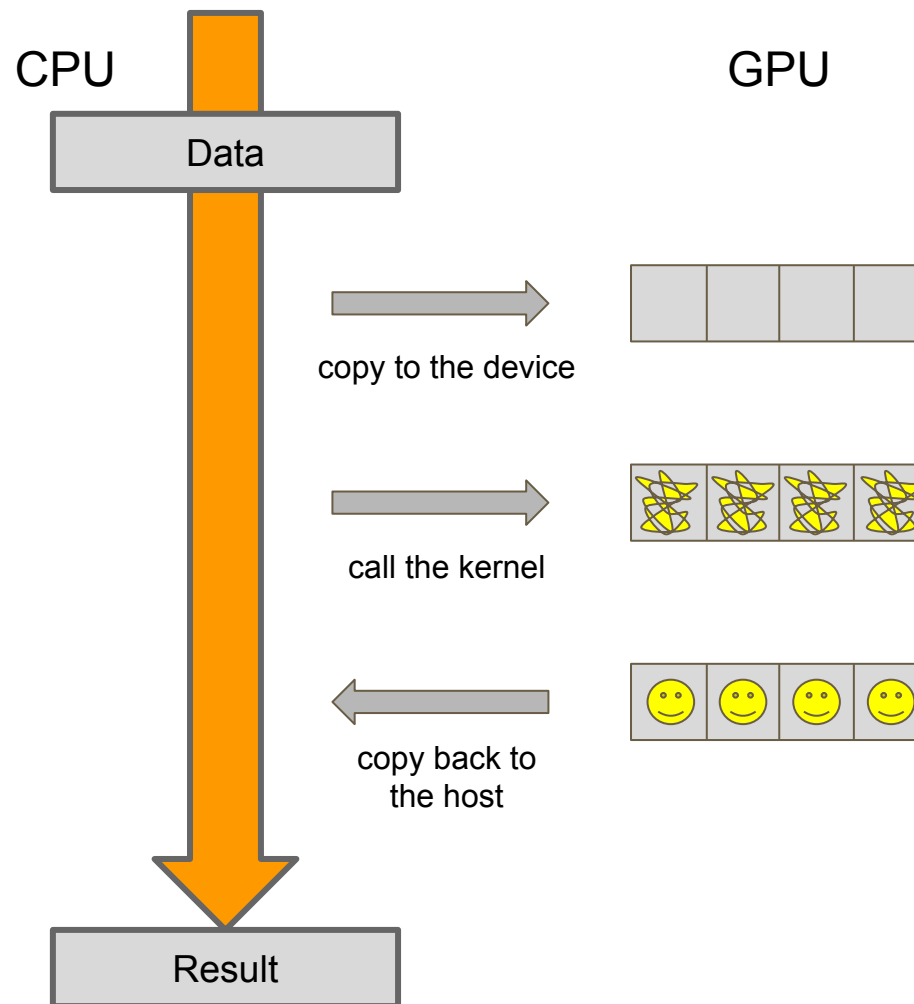 CPU
GPU
Data
copy to the device
call the kernel
copy back to
the host
Result